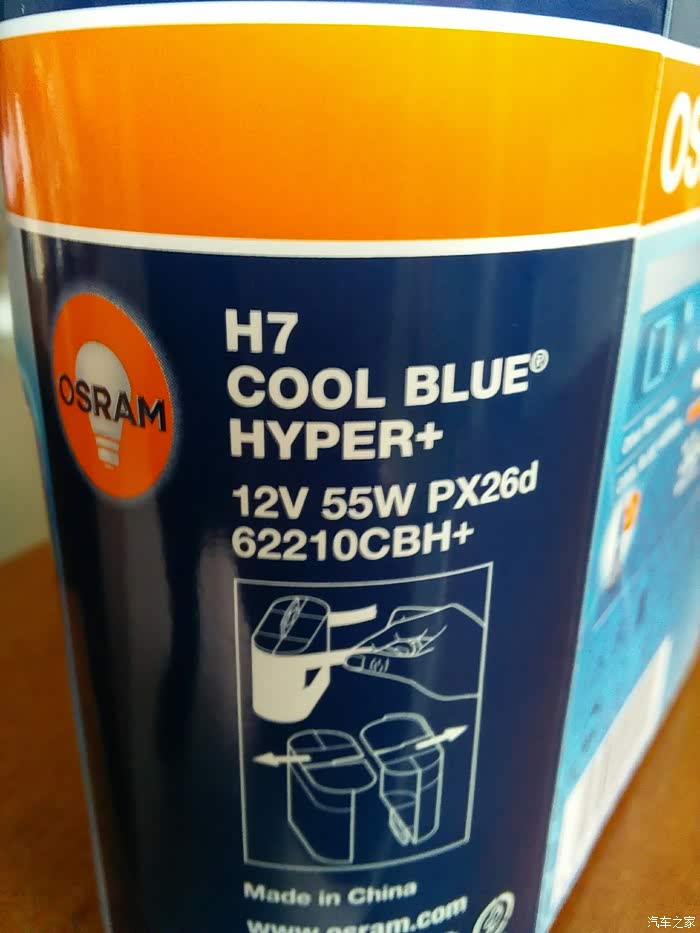 OS
OSRAM
H7
COOL BLUE®
HYPER+
12V 55W PX26d
62210CBH+
Made in China
www.osram.com
汽车之家